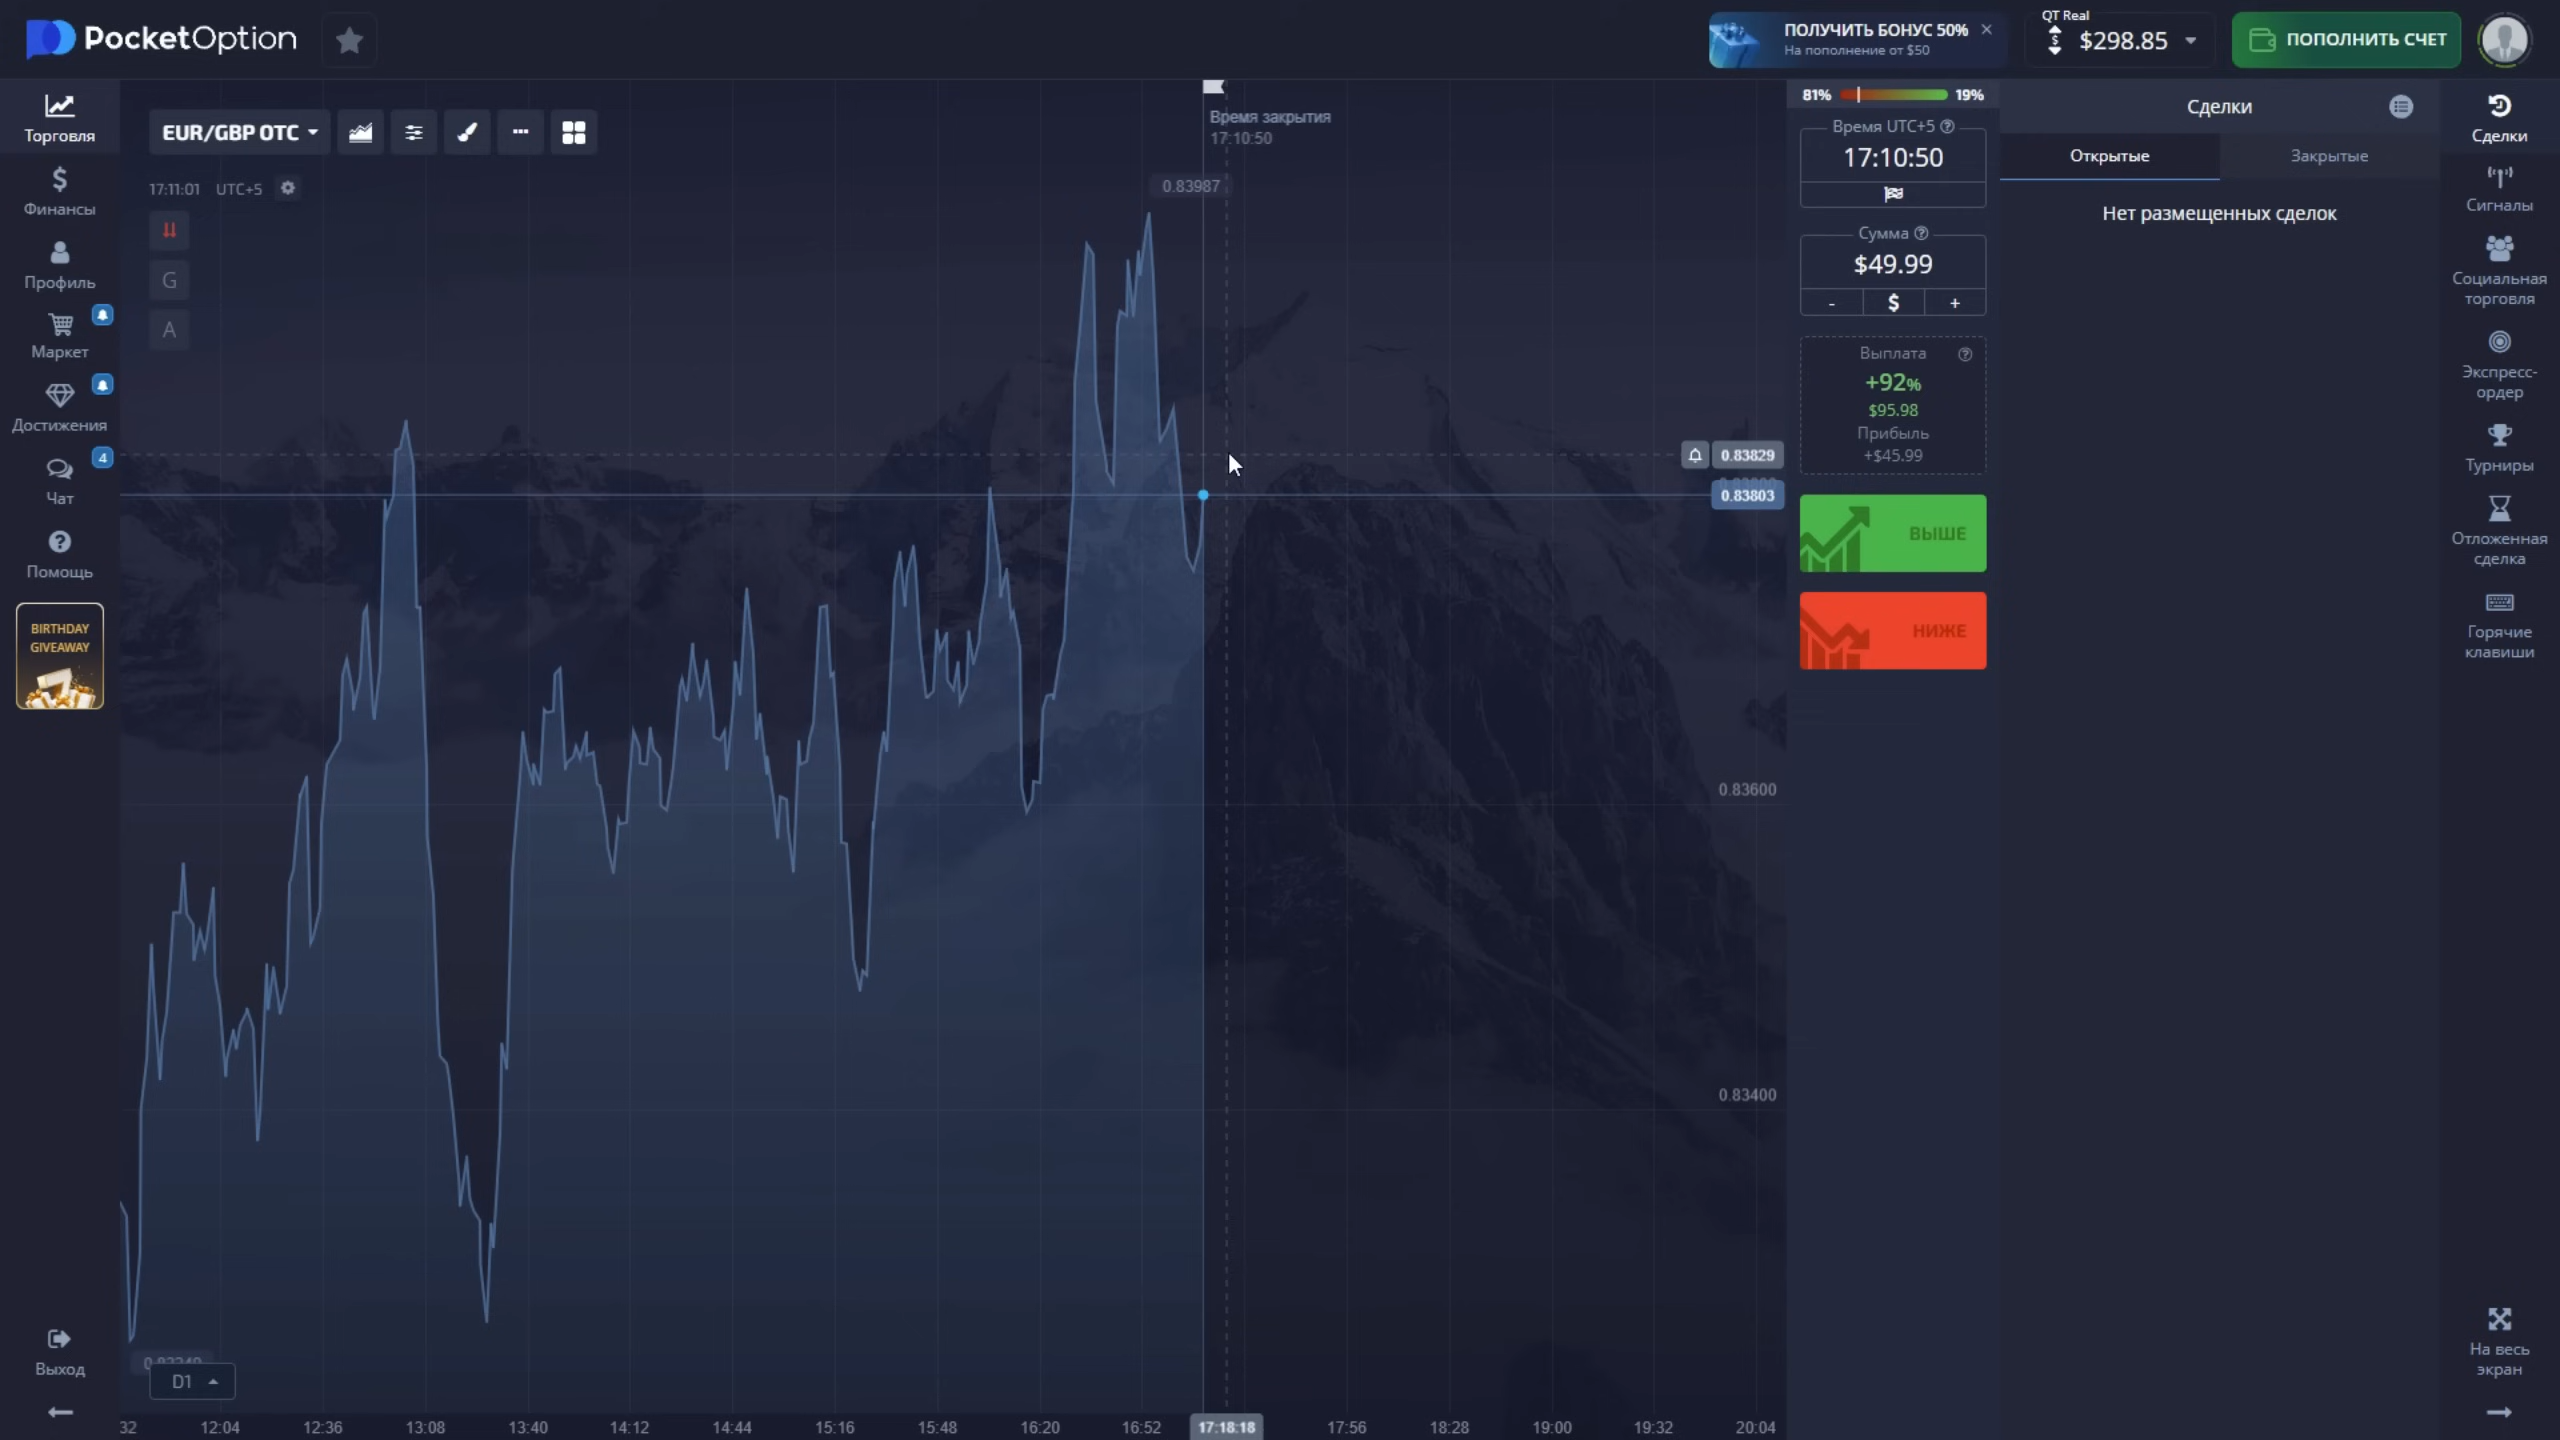 PocketOption
ПОЛУЧИТЬ БОНУС 50%
На пополнение от $50
QT Real
$298.85
ПОПОЛНИТЬ СЧЕТ
Торговля
Финансы
Профиль
Маркет
Достижения
4
Чат
Помощь
BIRTHDAY
GIVEAWAY
Выход
EUR/GBP OTC
17:11:01 UTC+5
G
A
Время закрытия
17:10:50
0.83987
0.83829
0.83803
0.83600
0.83400
D1
32 12:04 12:36 13:08 13:40 14:12 14:44 15:16 15:48 16:20 16:52 17:18:18 17:56 18:28 19:00 19:32 20:04
81% 19%
Время UTC+5
17:10:50
Сумма
$49.99
- $ +
Выплата
+92%
$95.98
Прибыль
+$45.99
ВЫШЕ
НИЖЕ
Сделки
Открытые Закрытые
Нет размещенных сделок
Сделки
Сигналы
Социальная
торговля
Экспресс-
ордер
Турниры
Отложенная
сделка
Горячие
клавиши
На весь
экран